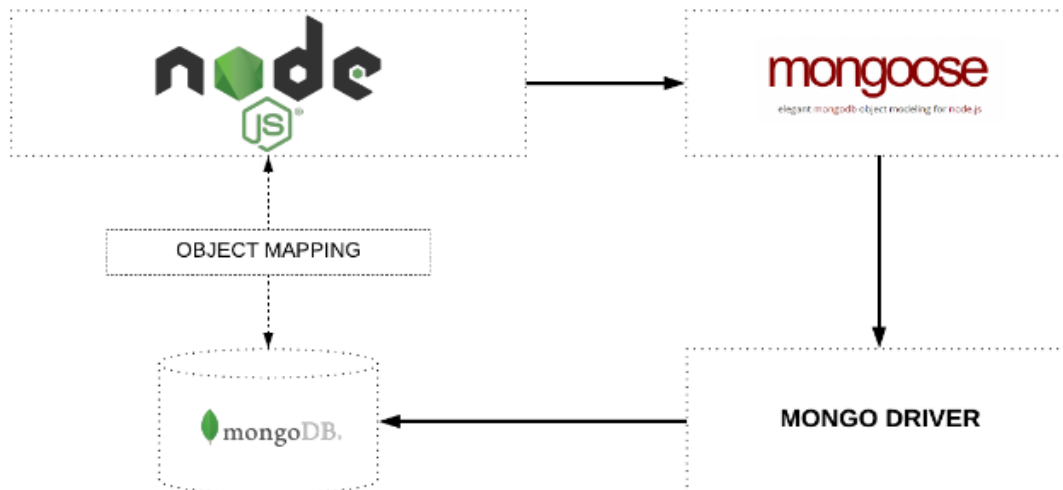 node
JS®
mongoose
elegant mongodb object modeling for node.js
OBJECT MAPPING
mongoDB.
MONGO DRIVER